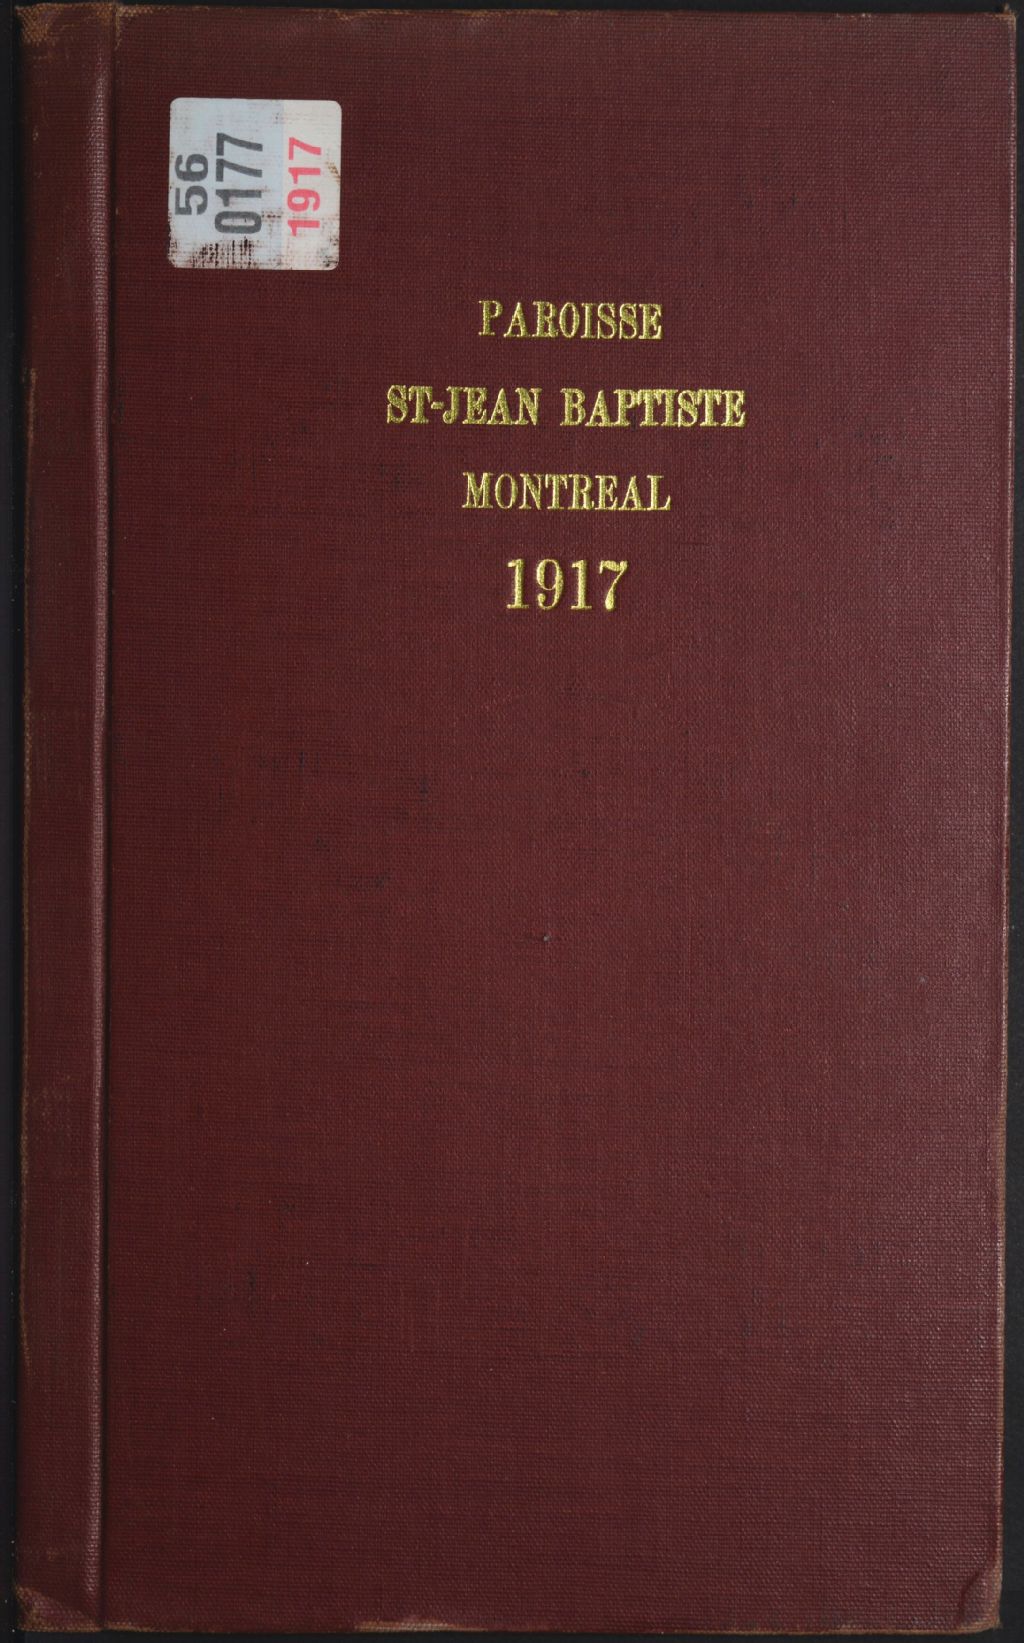 56
0177
1917
PAROISSE
ST-JEAN BAPTISTE
MONTREAL
1917